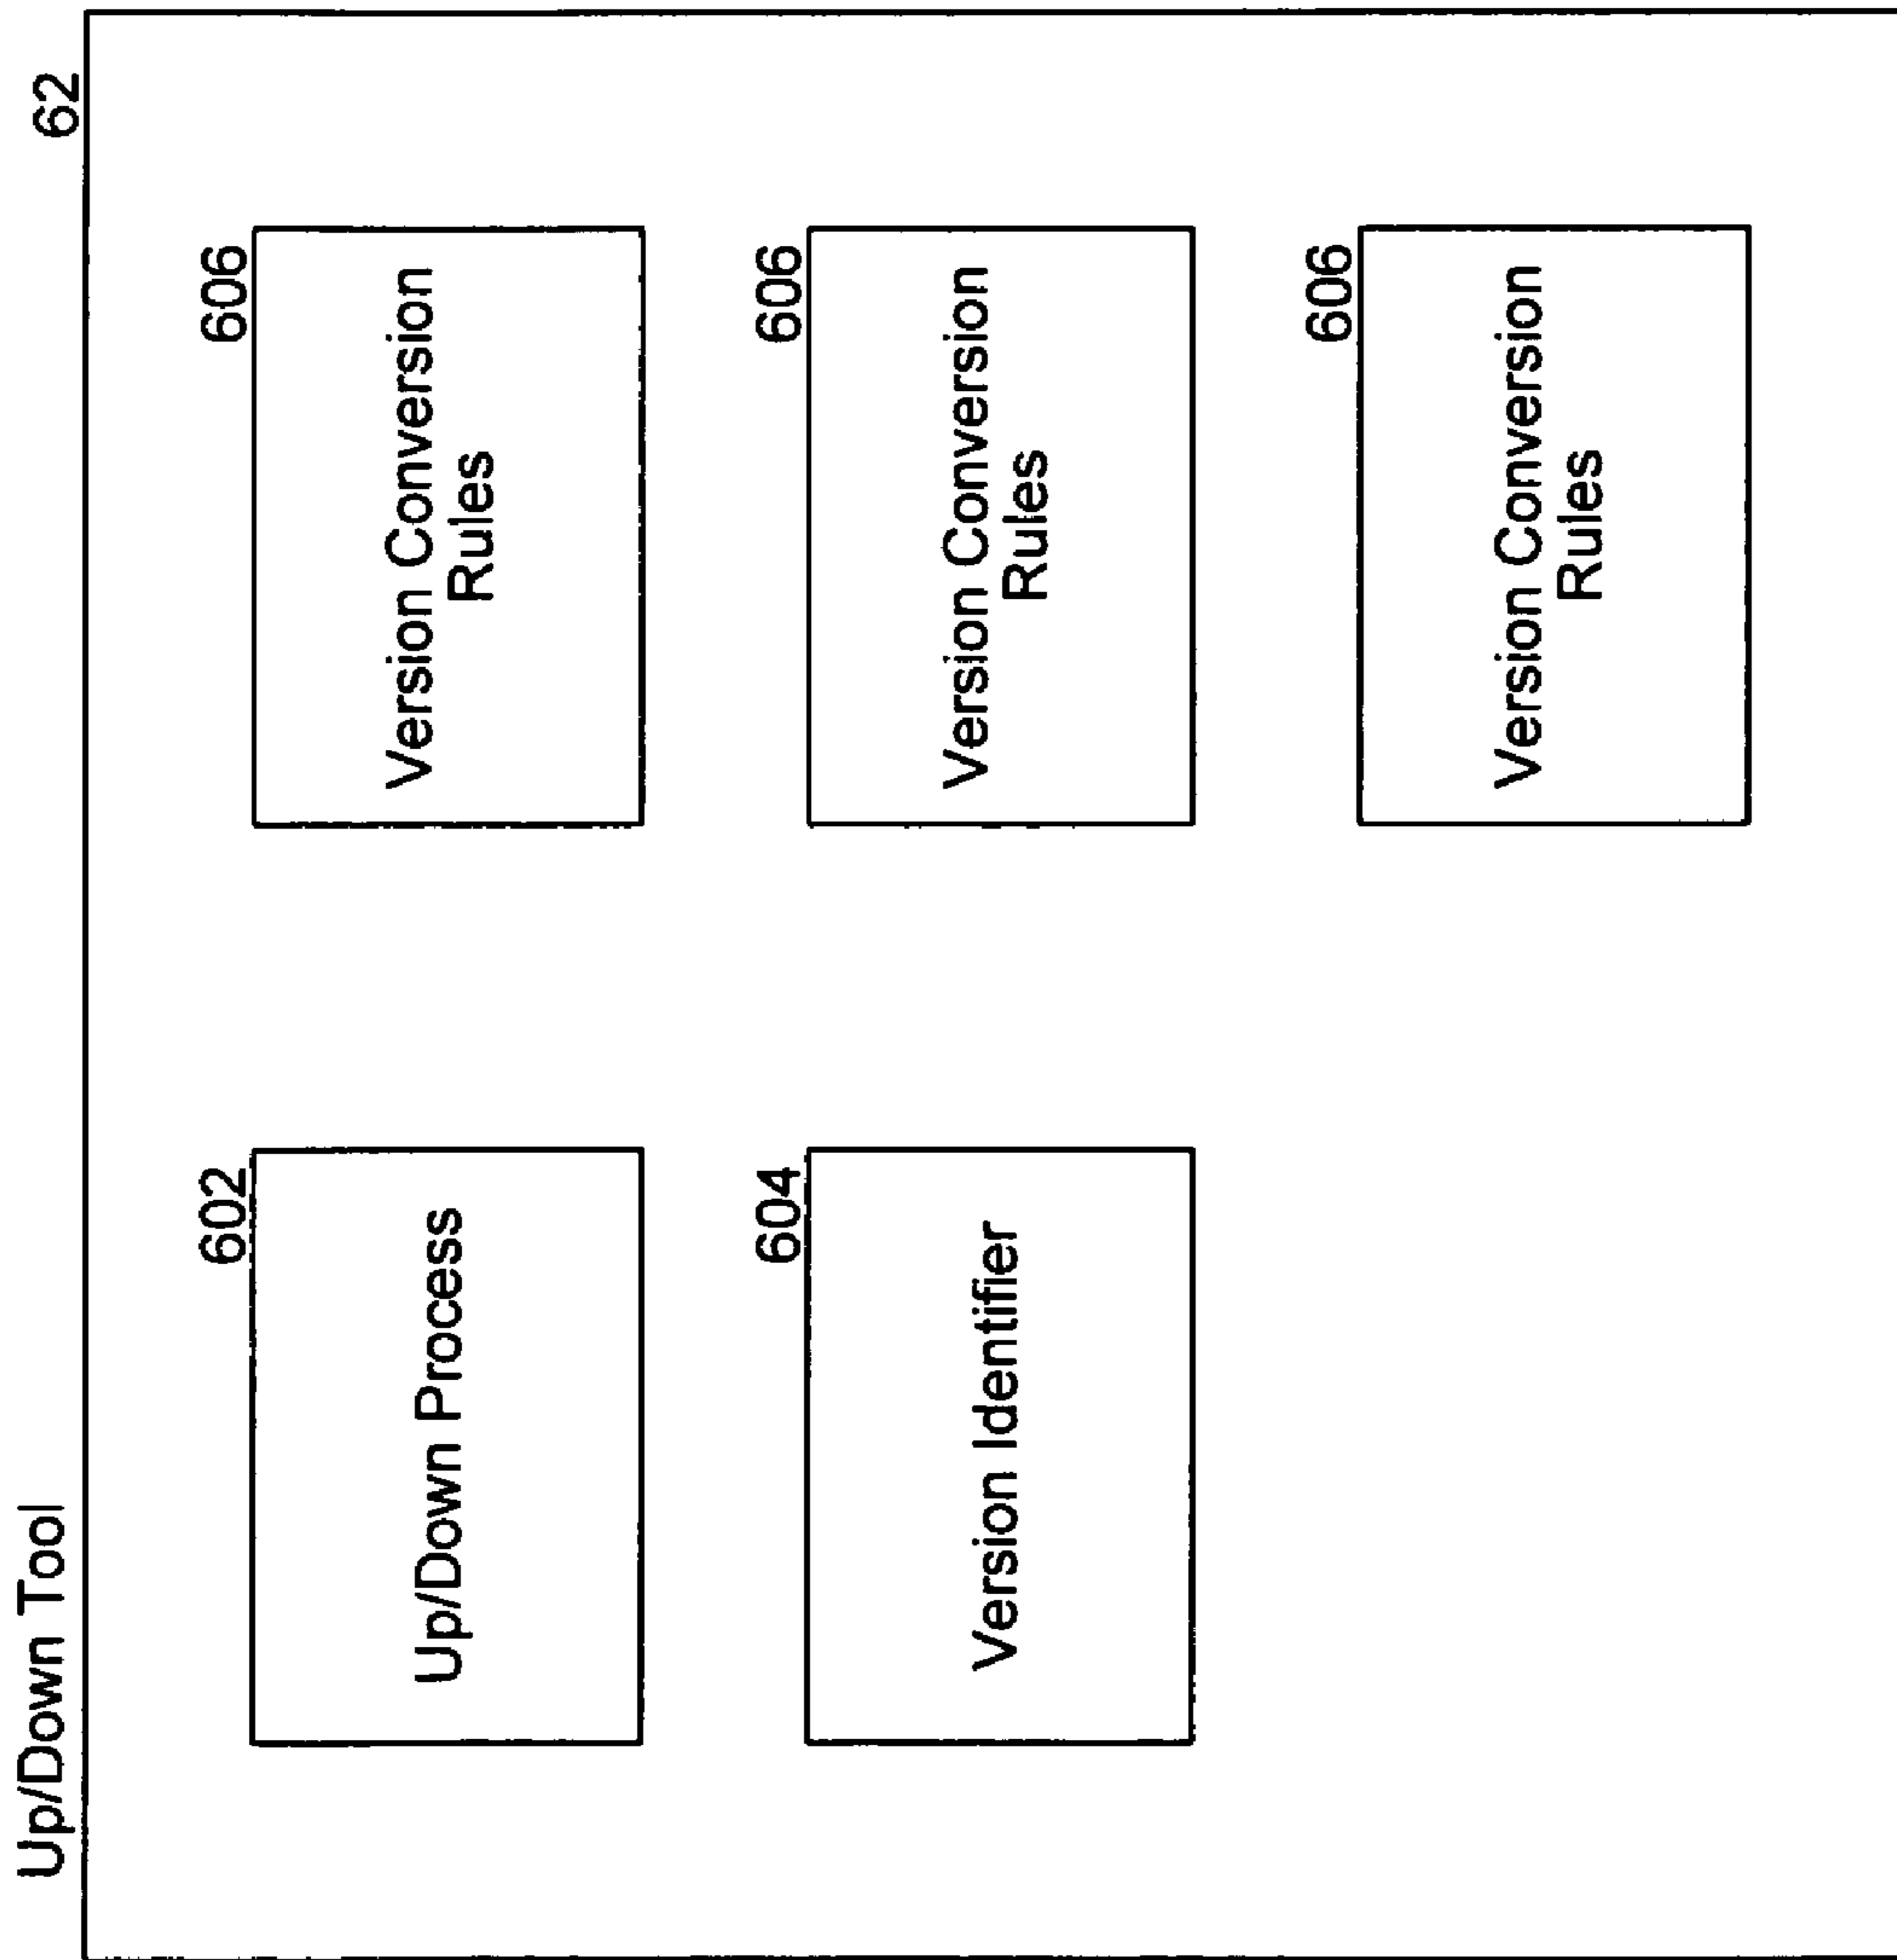 Up/Down Tool
62
602
Up/Down Process
606
Version Conversion
Rules
604
Version Identifier
606
Version Conversion
Rules
606
Version Conversion
Rules